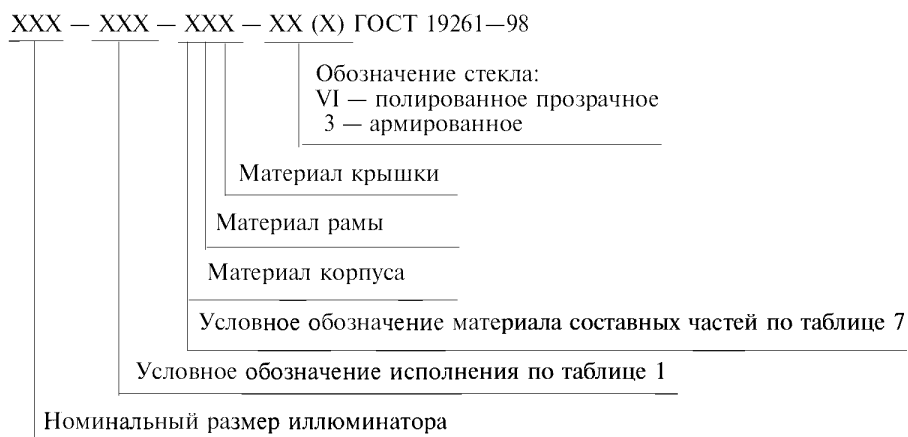 XXX — XXX — XXX — XX (X) ГОСТ 19261—98
Обозначение стекла:
VI — полированное прозрачное
3 — армированное
Материал крышки
Материал рамы
Материал корпуса
Условное обозначение материала составных частей по таблице 7
Условное обозначение исполнения по таблице 1
Номинальный размер иллюминатора